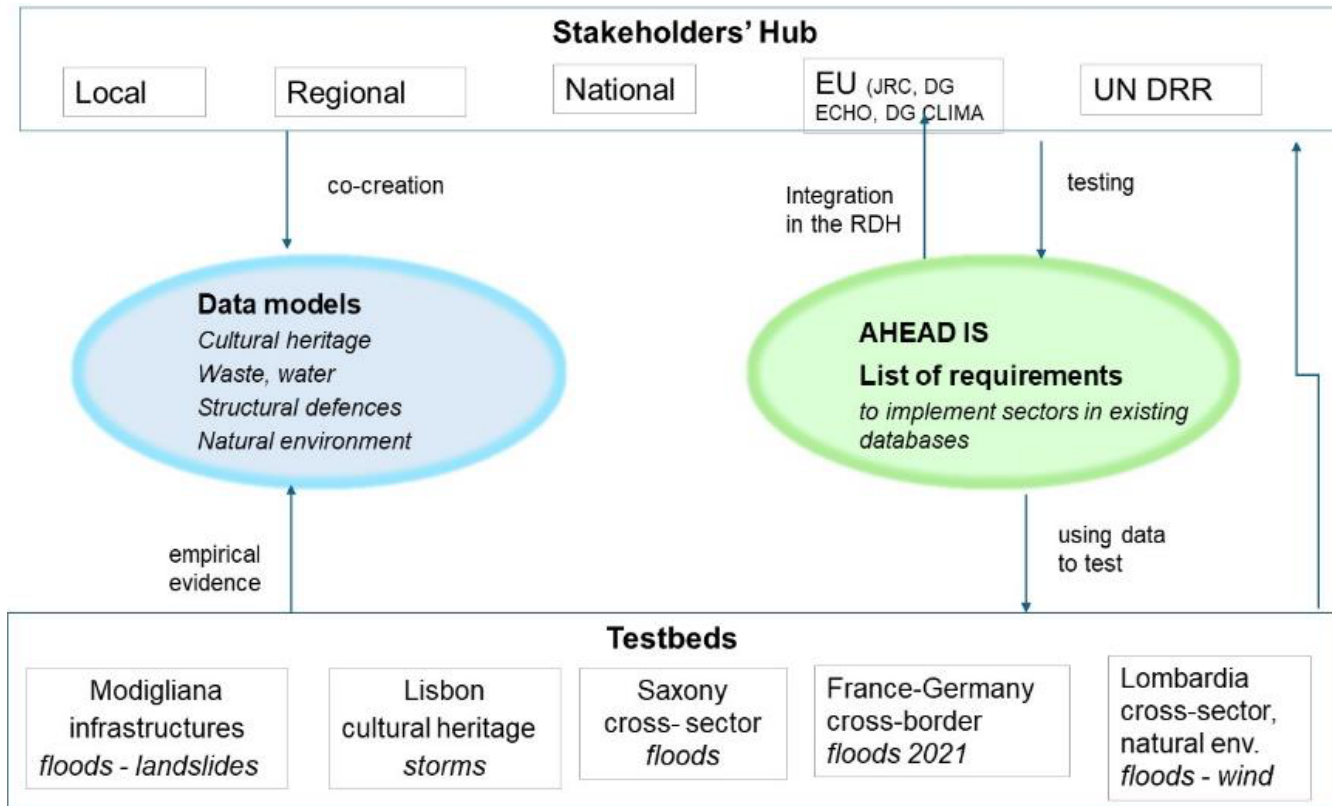 Stakeholders’ Hub
Local
Regional
National
EU (JRC, DG
ECHO, DG CLIMA
UN DRR
co-creation
Integration
in the RDH
testing
Data models
Cultural heritage
Waste, water
Structural defences
Natural environment
AHEAD IS
List of requirements
to implement sectors in existing
databases
empirical
evidence
using data
to test
Testbeds
Modigliana
infrastructures
floods - landslides
Lisbon
cultural heritage
storms
Saxony
cross- sector
floods
France-Germany
cross-border
floods 2021
Lombardia
cross-sector,
natural env.
floods - wind